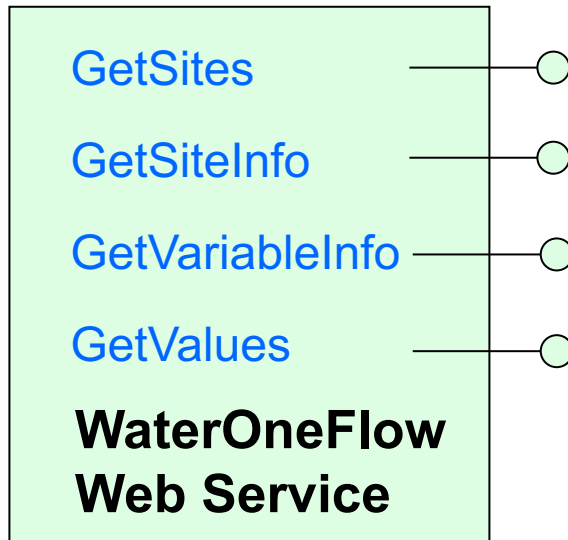 GetSites
GetSiteInfo
GetVariableInfo
GetValues
WaterOneFlow
Web Service